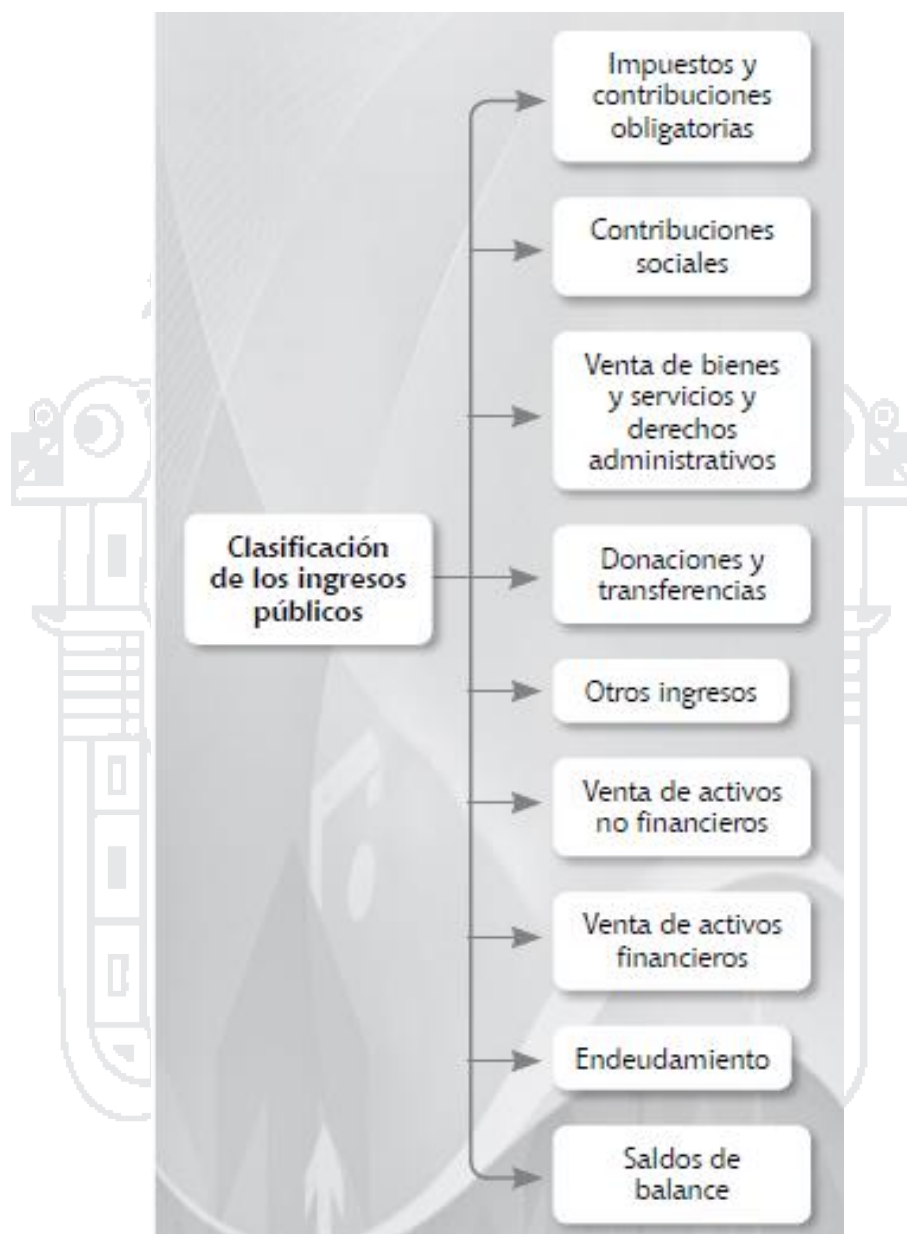 Impuestos y
contribuciones
obligatorias
Contribuciones
sociales
Venta de bienes
y servicios y
derechos
administrativos
Clasificación
de los ingresos
públicos
Donaciones y
transferencias
Otros ingresos
Venta de activos
no financieros
Venta de activos
financieros
Endeudamiento
Saldos de
balance